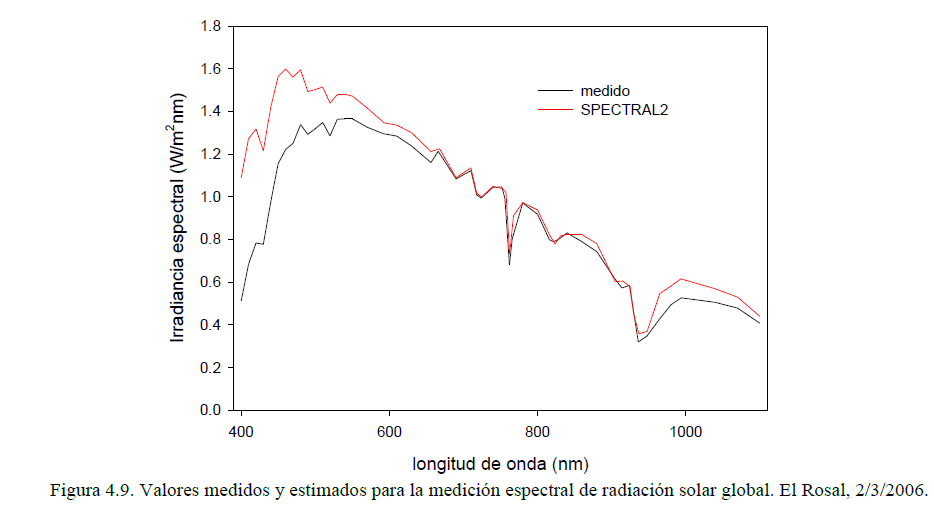 1.8
1.6
1.4
1.2
1.0
0.8
0.6
0.4
0.2
0.0
Irradiancia espectral (W/m²nm)
medido
SPECTRAL2
400 600 800 1000
longitud de onda (nm)
Figura 4.9. Valores medidos y estimados para la medición espectral de radiación solar global. El Rosal, 2/3/2006.